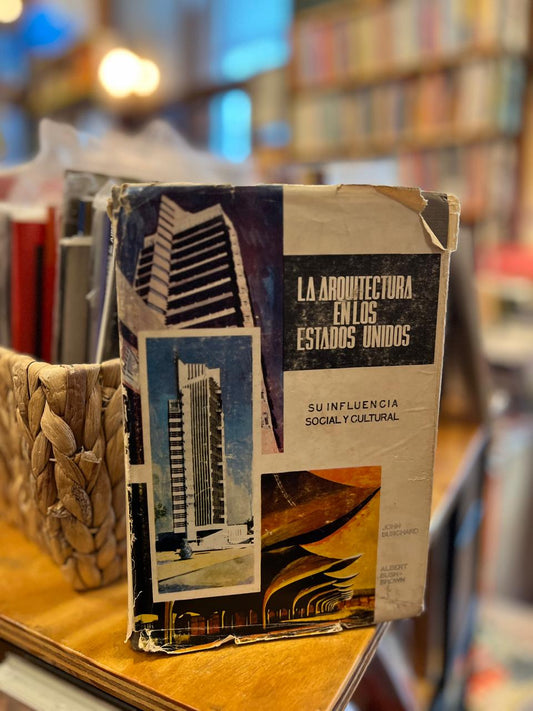 LA ARQUITECTURA
EN LOS
ESTADOS UNIDOS
SU INFLUENCIA
SOCIAL Y CULTURAL
JOHN
BURCHARD
ALBERT
BUSH-
BROWN